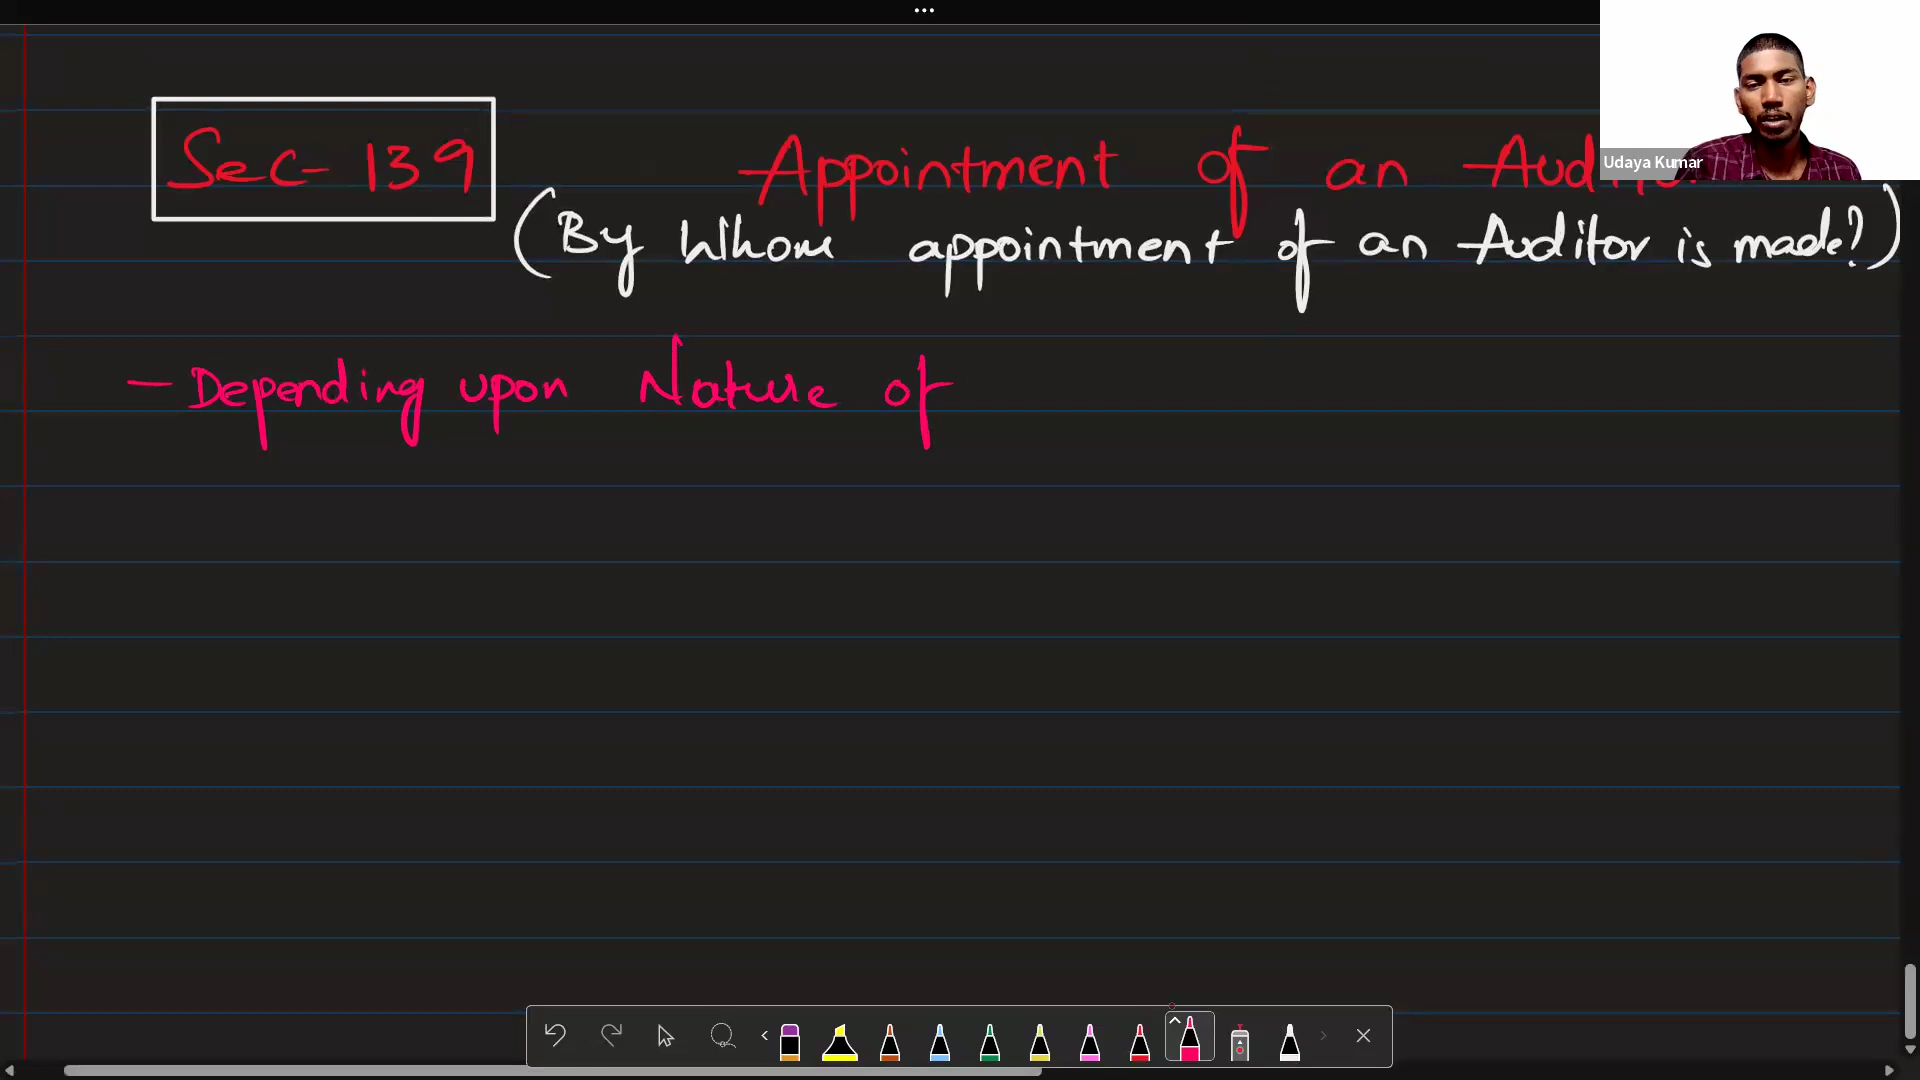 Sec-139 Appointment of an Auditor
Udaya Kumar
(By Whom appointment of an Auditor is made?)
- Depending upon Nature of